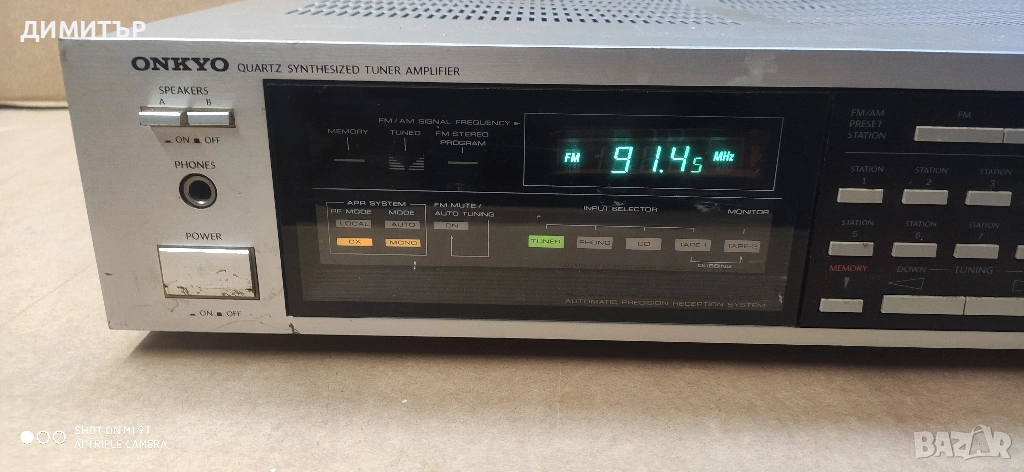 ДИМИТЪР
ONKYO QUARTZ SYNTHESIZED TUNER AMPLIFIER
SPEAKERS
A B
ON OFF
PHONES
POWER
ON OFF
FM/AM SIGNAL FREQUENCY
MEMORY TUNED FM STEREO
PROGRAM
FM 91.45 MHz
APR SYSTEM
RF MODE MODE
LOCAL AUTO
DX MONO
FM MUTE/
AUTO TUNING
ON
INPUT SELECTOR
MONITOR
TUNER PHONO CD TAPE-1 TAPE-2
DUBBING
AUTOMATIC PRECISION RECEPTION SYSTEM
FM/AM
PRESET
STATION
FM
STATION STATION STATION
1 2 3
STATION STATION STATION
5 6 7
MEMORY DOWN TUNING
SHOT ON MI 9T
AI TRIPLE CAMERA
BAZAR